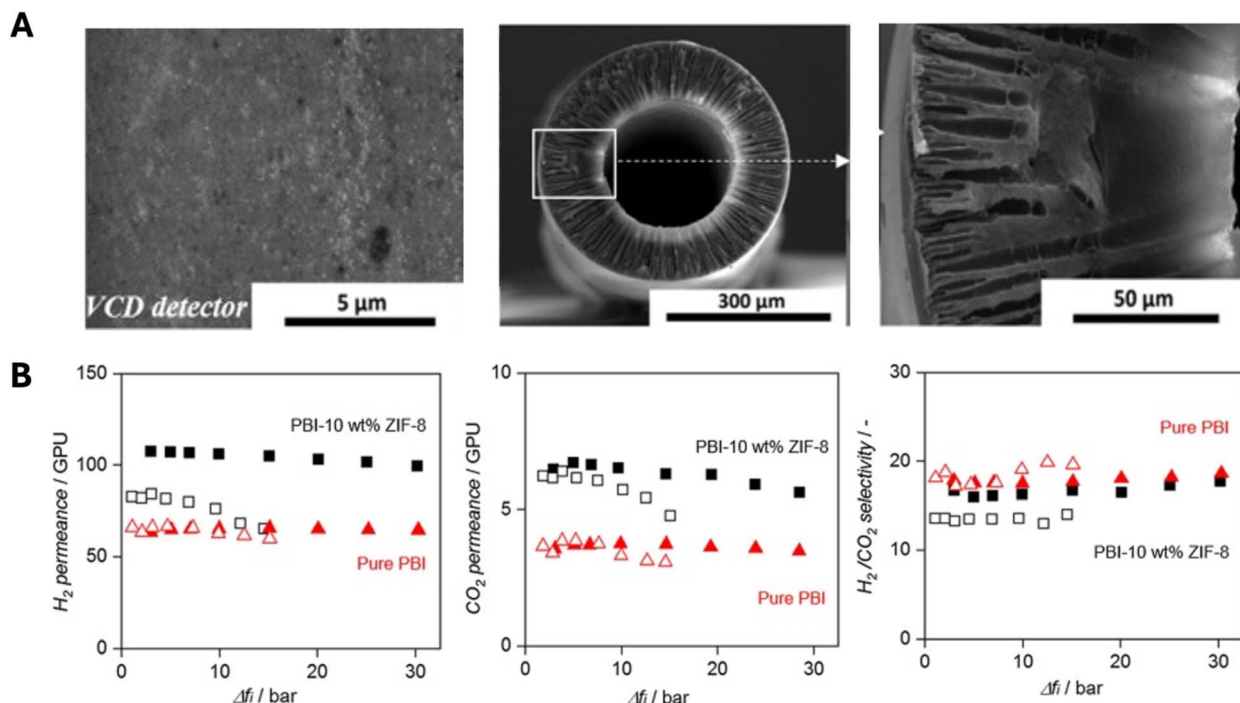 A
VCD detector
5 µm
300 µm
50 µm
B
150
100
50
0
H₂ permeance / GPU
PBI-10 wt% ZIF-8
Pure PBI
0 10 20 30
Δfᵢ / bar
10
5
0
CO₂ permeance / GPU
PBI-10 wt% ZIF-8
Pure PBI
0 10 20 30
Δfᵢ / bar
30
20
10
0
H₂/CO₂ selectivity / -
Pure PBI
PBI-10 wt% ZIF-8
0 10 20 30
Δfᵢ / bar